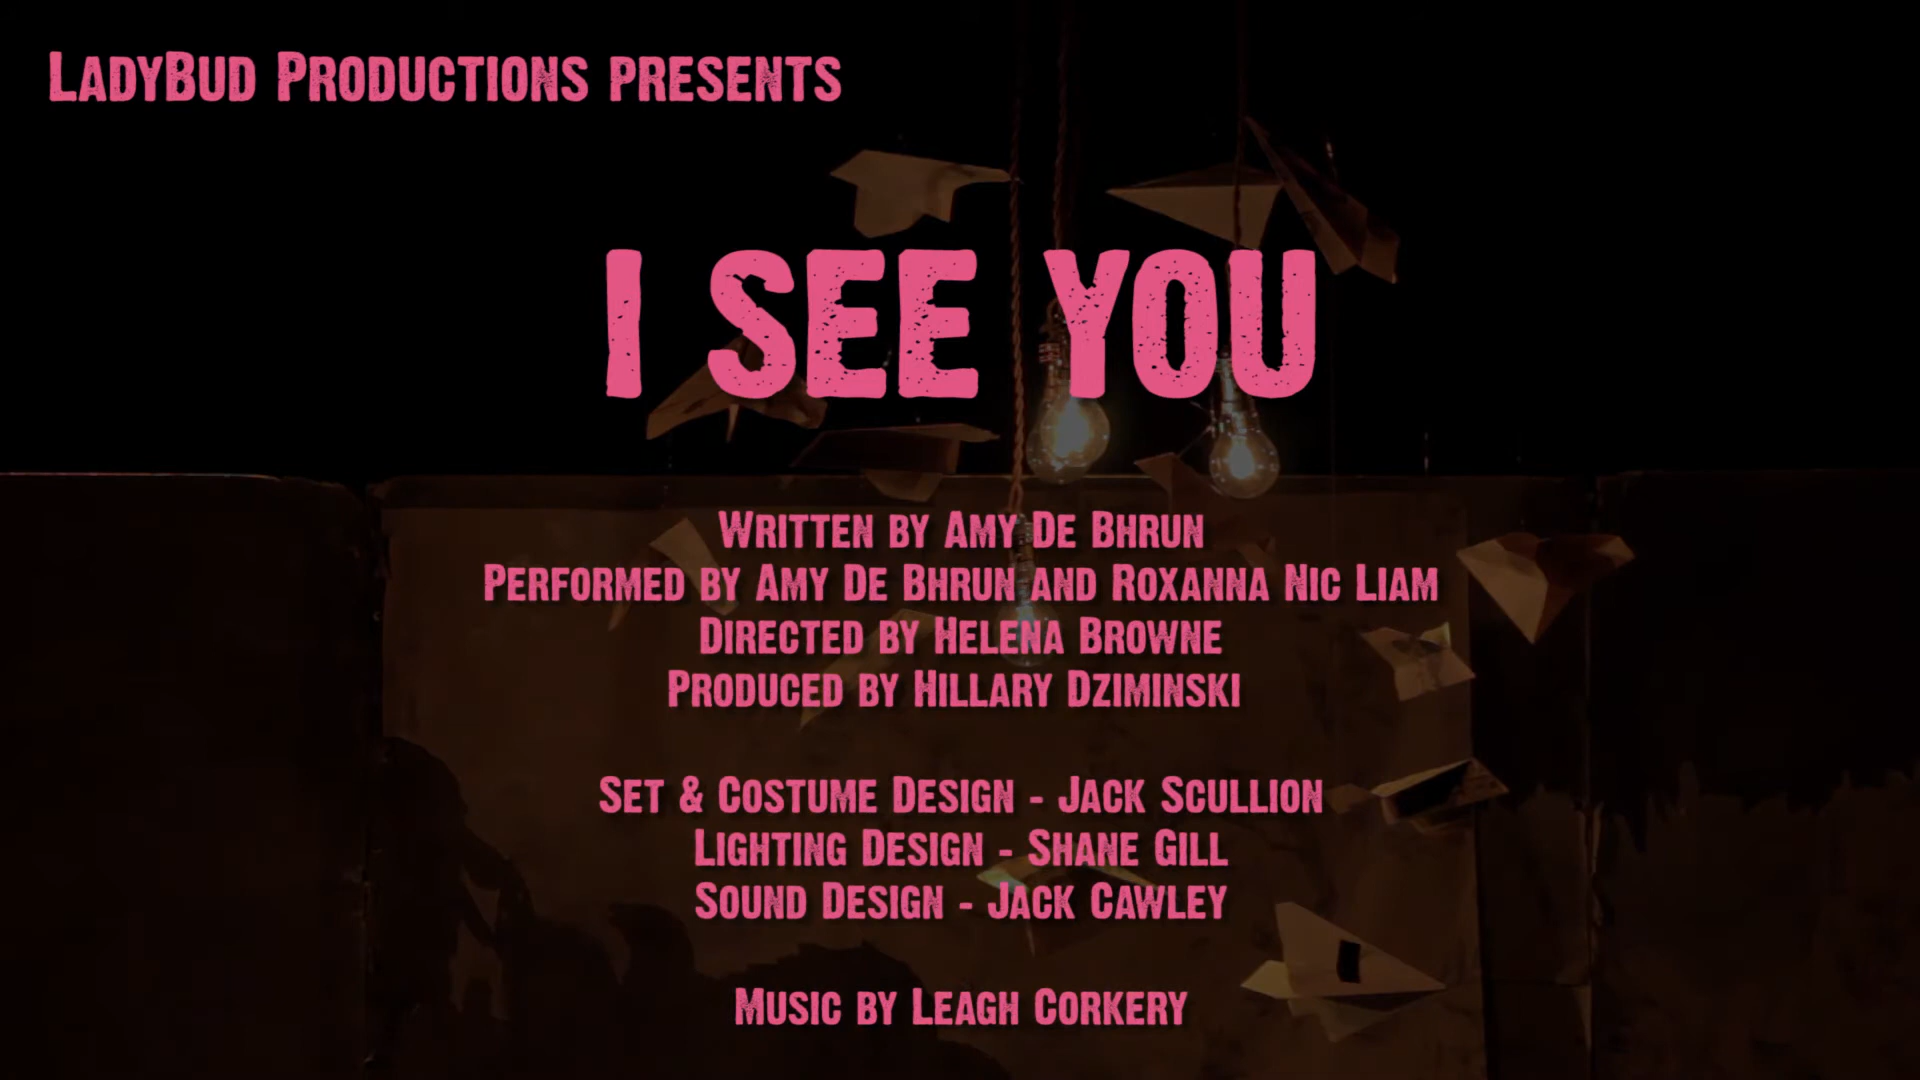 LadyBud Productions presents
I SEE YOU
Written by Amy De Bhrun
Performed by Amy De Bhrun and Roxanna Nic Liam
Directed by Helena Browne
Produced by Hillary Dziminski
Set & Costume Design - Jack Scullion
Lighting Design - Shane Gill
Sound Design - Jack Cawley
Music by Leagh Corkery